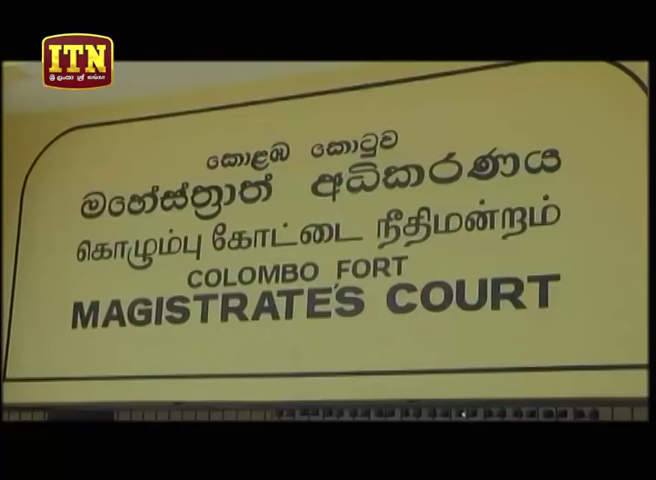 ITN
කොළඹ කොටුව
මහේස්ත්‍රාත් අධිකරණය
கொழும்பு கோட்டை நீதிமன்றம்
COLOMBO FORT
MAGISTRATE'S COURT